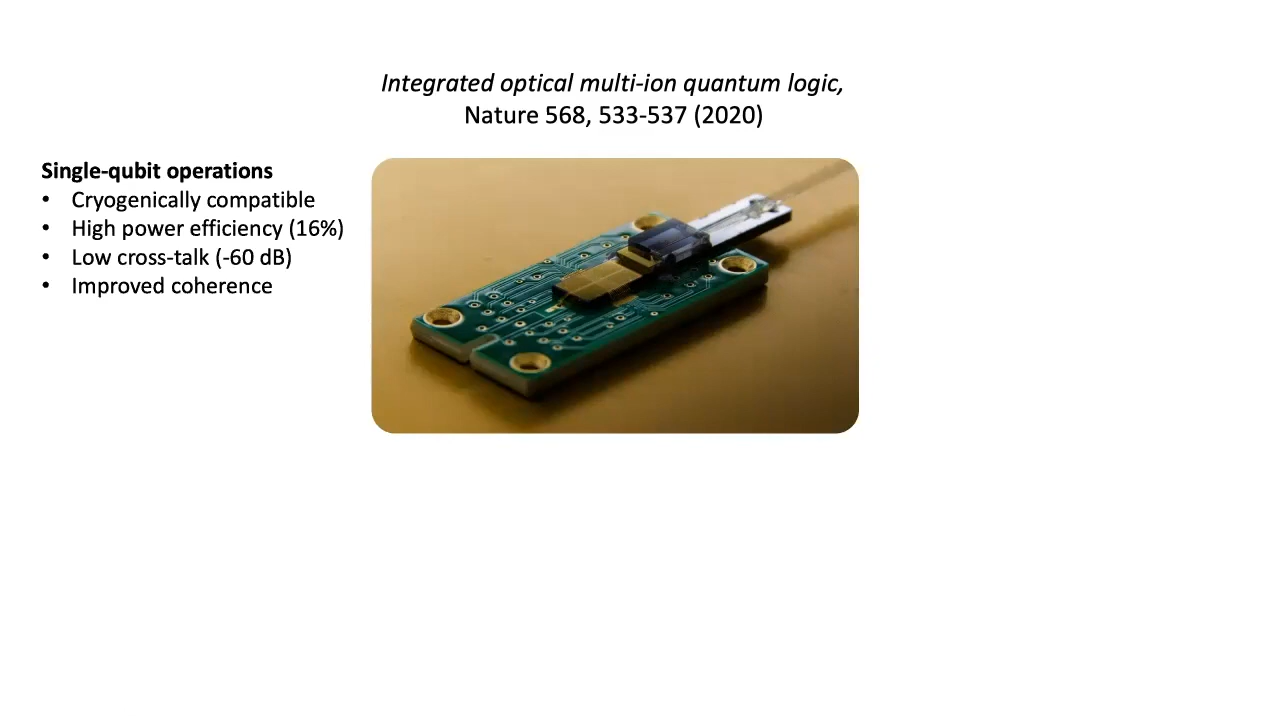 Integrated optical multi-ion quantum logic,
Nature 568, 533-537 (2020)
Single-qubit operations
• Cryogenically compatible
• High power efficiency (16%)
• Low cross-talk (-60 dB)
• Improved coherence